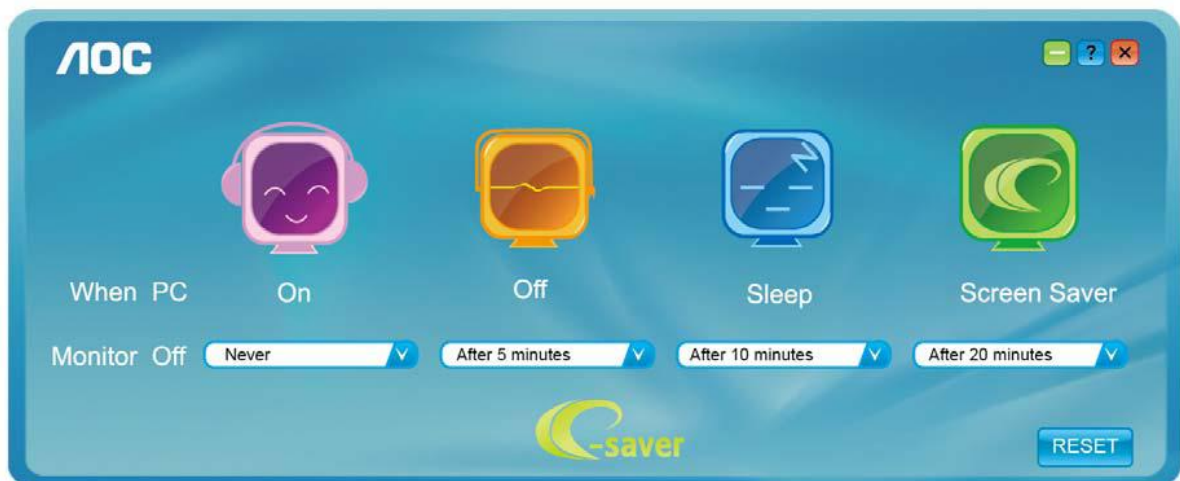 AOC
?
When PC On Off Sleep Screen Saver
Monitor Off Never After 5 minutes After 10 minutes After 20 minutes
e-saver
RESET